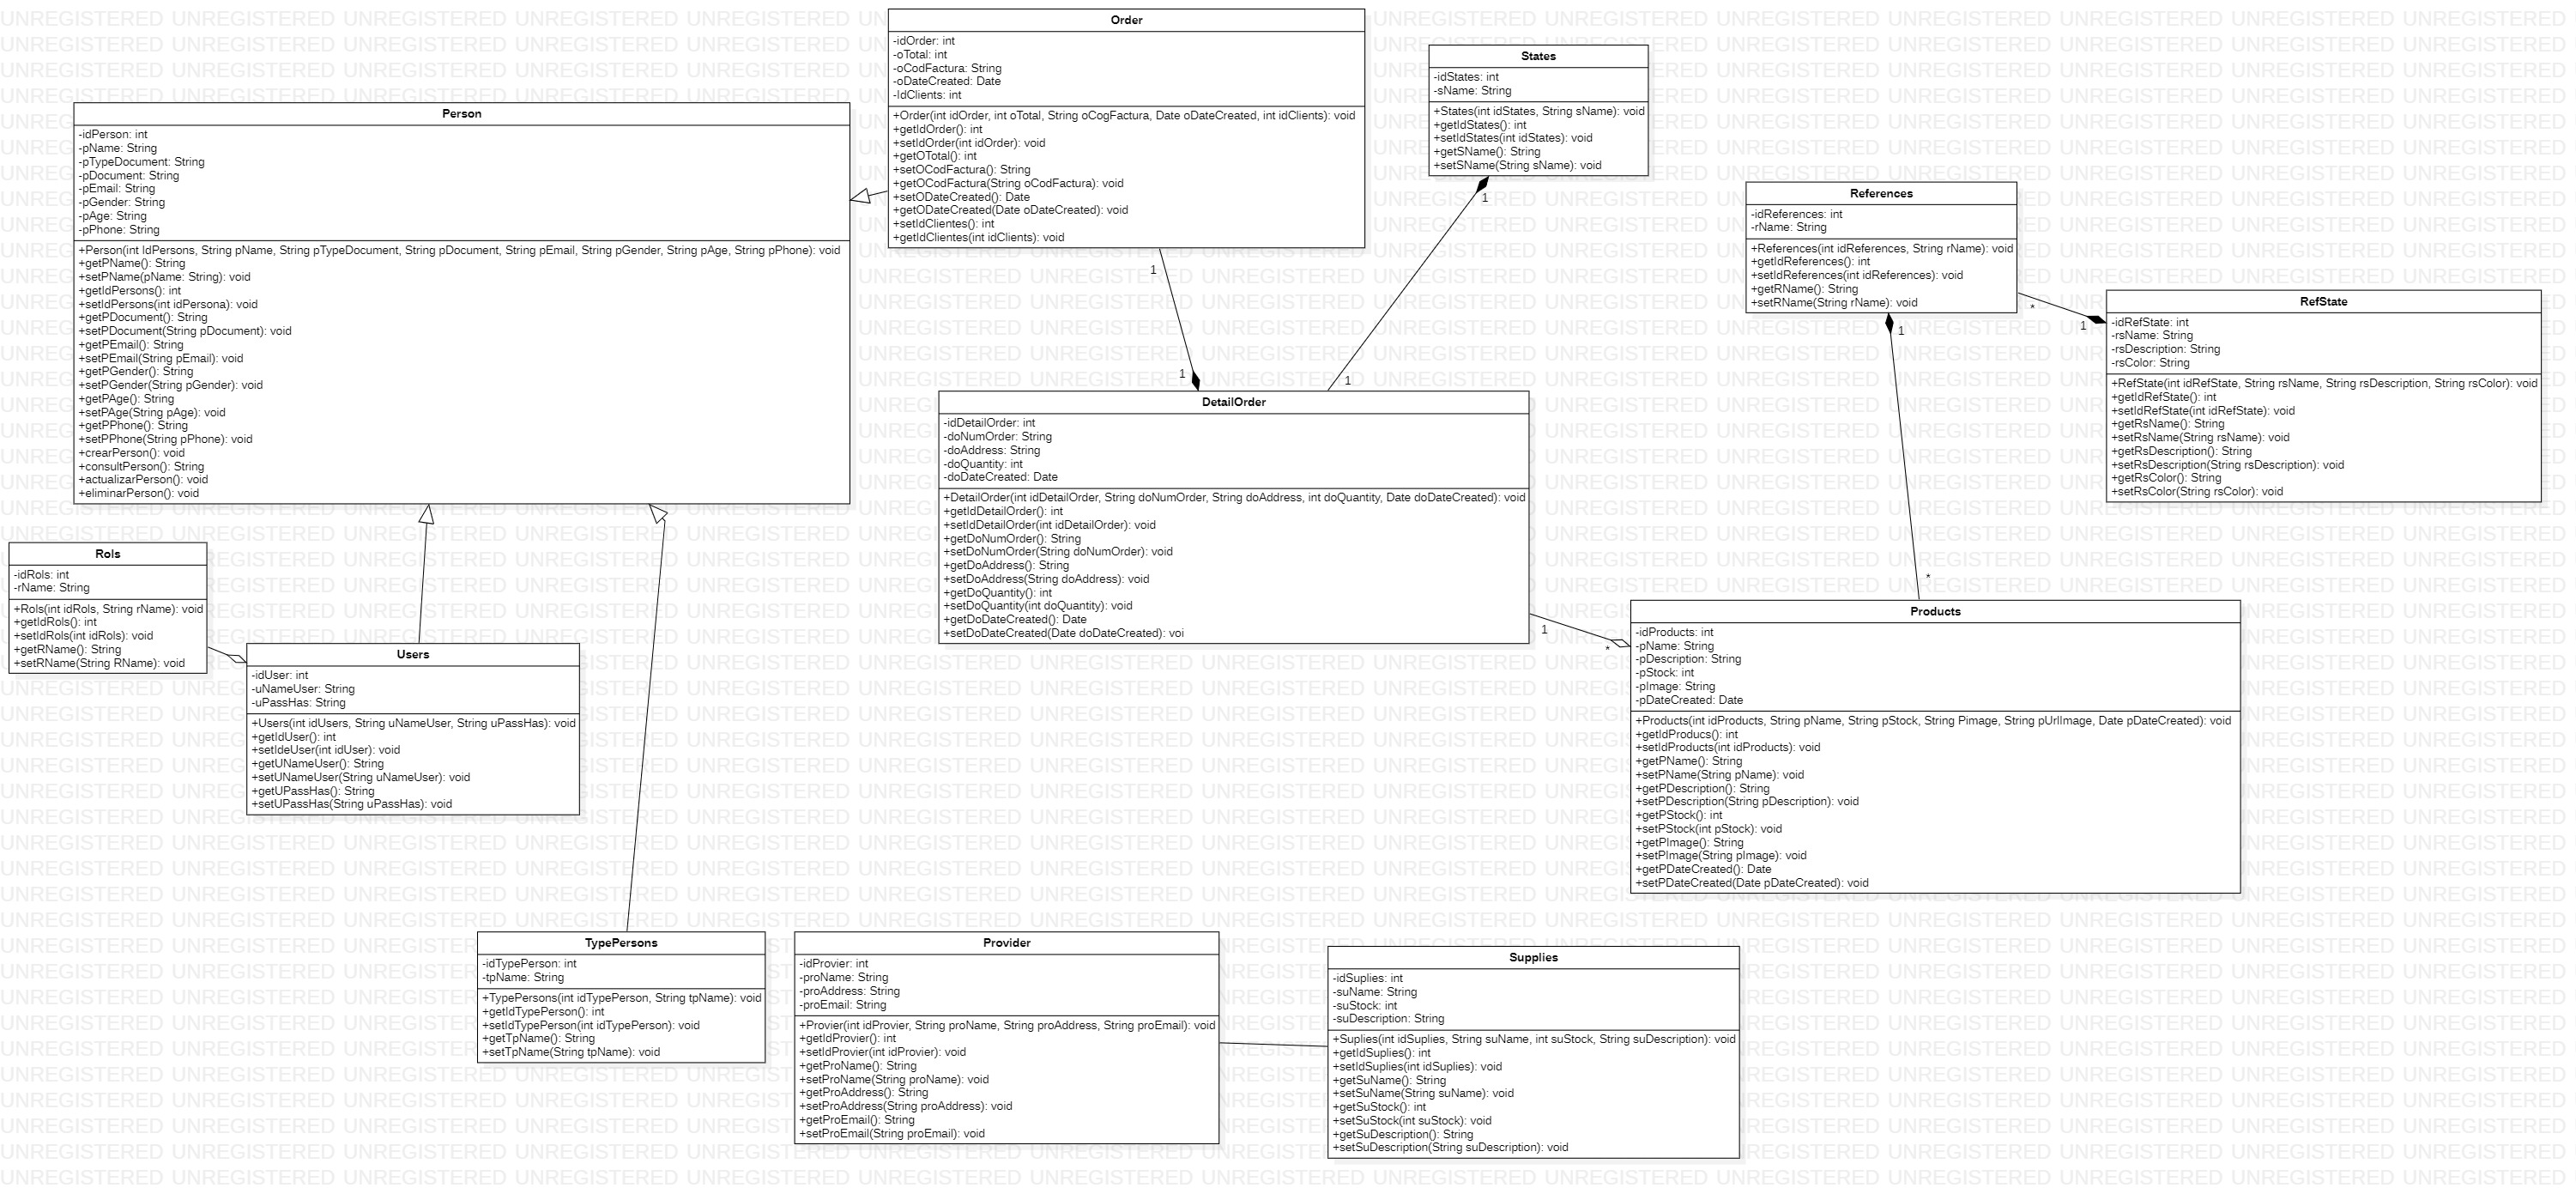 Order
-idOrder: int
-oTotal: int
-oCodFactura: String
-oDateCreated: Date
-IdClients: int
+Order(int idOrder, int oTotal, String oCogFactura, Date oDateCreated, int idClients): void
+getIdOrder(): int
+setIdOrder(int idOrder): void
+getOTotal(): int
+setOCodFactura(): String
+getOCodFactura(String oCodFactura): void
+setODateCreated(): Date
+getODateCreated(Date oDateCreated): void
+setIdClientes(): int
+getIdClientes(int idClients): void
States
-idStates: int
-sName: String
+States(int idStates, String sName): void
+getIdStates(): int
+setIdStates(int idStates): void
+getSName(): String
+setSName(String sName): void
Person
-idPerson: int
-pName: String
-pTypeDocument: String
-pDocument: String
-pEmail: String
-pGender: String
-pAge: String
-pPhone: String
+Person(int IdPersons, String pName, String pTypeDocument, String pDocument, String pEmail, String pGender, String pAge, String pPhone): void
+getPName(): String
+setPName(pName: String): void
+getIdPersons(): int
+setIdPersons(int idPersona): void
+getPDocument(): String
+setPDocument(String pDocument): void
+getPEmail(): String
+setPEmail(String pEmail): void
+getPGender(): String
+setPGender(String pGender): void
+getPAge(): String
+setPAge(String pAge): void
+getPPhone(): String
+setPPhone(String pPhone): void
+crearPerson(): void
+consultPerson(): String
+actualizarPerson(): void
+eliminarPerson(): void
References
-idReferences: int
-rName: String
+References(int idReferences, String rName): void
+getIdReferences(): int
+setIdReferences(int idReferences): void
+getRName(): String
+setRName(String rName): void
RefState
-idRefState: int
-rsName: String
-rsDescription: String
-rsColor: String
+RefState(int idRefState, String rsName, String rsDescription, String rsColor): void
+getIdRefState(): int
+setIdRefState(int idRefState): void
+getRsName(): String
+setRsName(String rsName): void
+getRsDescription(): String
+setRsDescription(String rsDescription): void
+getRsColor(): String
+setRsColor(String rsColor): void
1
1
1
1
*
1
1
*
1
*
DetailOrder
-idDetailOrder: int
-doNumOrder: String
-doAddress: String
-doQuantity: int
-doDateCreated: Date
+DetailOrder(int idDetailOrder, String doNumOrder, String doAddress, int doQuantity, Date doDateCreated): void
+getIdDetailOrder(): int
+setIdDetailOrder(int idDetailOrder): void
+getDoNumOrder(): String
+setDoNumOrder(String doNumOrder): void
+getDoAddress(): String
+setDoAddress(String doAddress): void
+getDoQuantity(): int
+setDoQuantity(int doQuantity): void
+getDoDateCreated(): Date
+setDoDateCreated(Date doDateCreated): voi
Rols
-idRols: int
-rName: String
+Rols(int idRols, String rName): void
+getIdRols(): int
+setIdRols(int idRols): void
+getRName(): String
+setRName(String RName): void
Users
-idUser: int
-uNameUser: String
-uPassHas: String
+Users(int idUsers, String uNameUser, String uPassHas): void
+getIdUser(): int
+setIdeUser(int idUser): void
+getUNameUser(): String
+setUNameUser(String uNameUser): void
+getUPassHas(): String
+setUPassHas(String uPassHas): void
Products
-idProducts: int
-pName: String
-pDescription: String
-pStock: int
-pImage: String
-pDateCreated: Date
+Products(int idProducts, String pName, String pStock, String Pimage, String pUrlImage, Date pDateCreated): void
+getIdProducs(): int
+setIdProducts(int idProducts): void
+getPName(): String
+setPName(String pName): void
+getPDescription(): String
+setPDescription(String pDescription): void
+getPStock(): int
+setPStock(int pStock): void
+getPImage(): String
+setPImage(String pImage): void
+getPDateCreated(): Date
+setPDateCreated(Date pDateCreated): void
TypePersons
-idTypePerson: int
-tpName: String
+TypePersons(int idTypePerson, String tpName): void
+getIdTypePerson(): int
+setIdTypePerson(int idTypePerson): void
+getTpName(): String
+setTpName(String tpName): void
Provider
-idProvier: int
-proName: String
-proAddress: String
-proEmail: String
+Provier(int idProvier, String proName, String proAddress, String proEmail): void
+getIdProvier(): int
+setIdProvier(int idProvier): void
+getProName(): String
+setProName(String proName): void
+getProAddress(): String
+setProAddress(String proAddress): void
+getProEmail(): String
+setProEmail(String proEmail): void
Supplies
-idSuplies: int
-suName: String
-suStock: int
-suDescription: String
+Suplies(int idSuplies, String suName, int suStock, String suDescription): void
+getIdSuplies(): int
+setIdSuplies(int idSuplies): void
+getSuName(): String
+setSuName(String suName): void
+getSuStock(): int
+setSuStock(int suStock): void
+getSuDescription(): String
+setSuDescription(String suDescription): void
UNREGISTERED